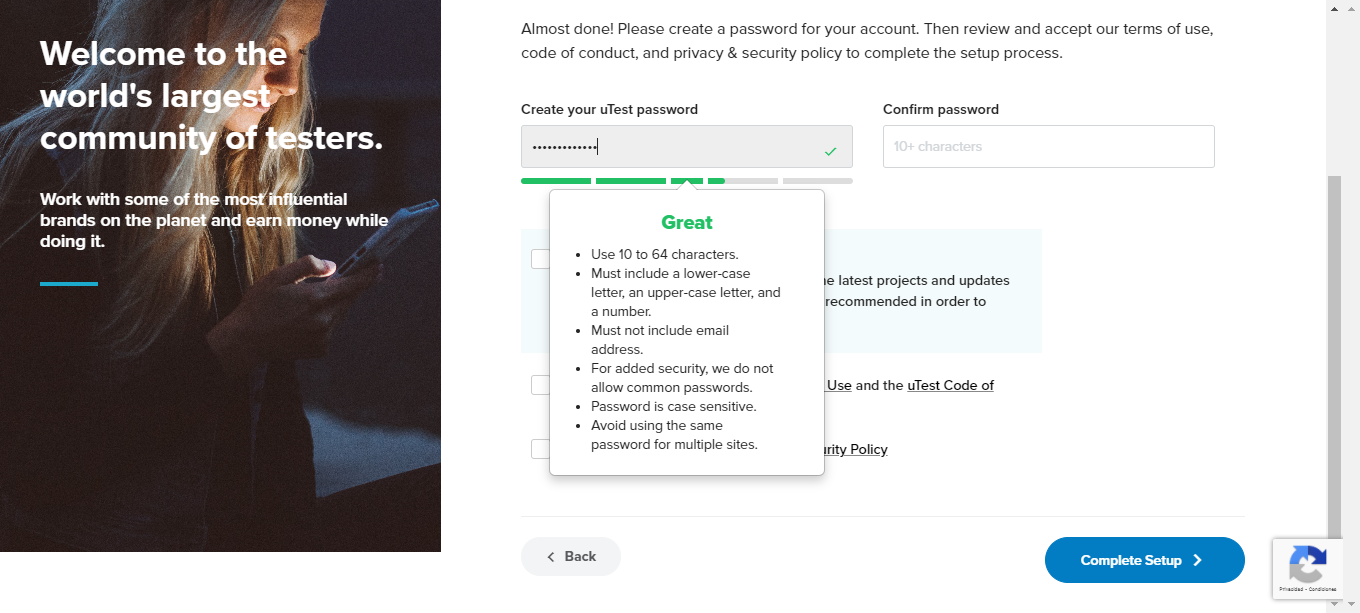 Welcome to the
world's largest
community of testers.
Work with some of the most influential
brands on the planet and earn money while
doing it.
Almost done! Please create a password for your account. Then review and accept our terms of use,
code of conduct, and privacy & security policy to complete the setup process.
Create your uTest password
Confirm password
•••••••••••••
10+ characters
Great
• Use 10 to 64 characters.
• Must include a lower-case
letter, an upper-case letter, and
a number.
• Must not include email
address.
• For added security, we do not
allow common passwords.
• Password is case sensitive.
• Avoid using the same
password for multiple sites.
latest projects and updates
recommended in order to
Use and the uTest Code of
Policy
Back
Complete Setup
Privacidad - Condiciones